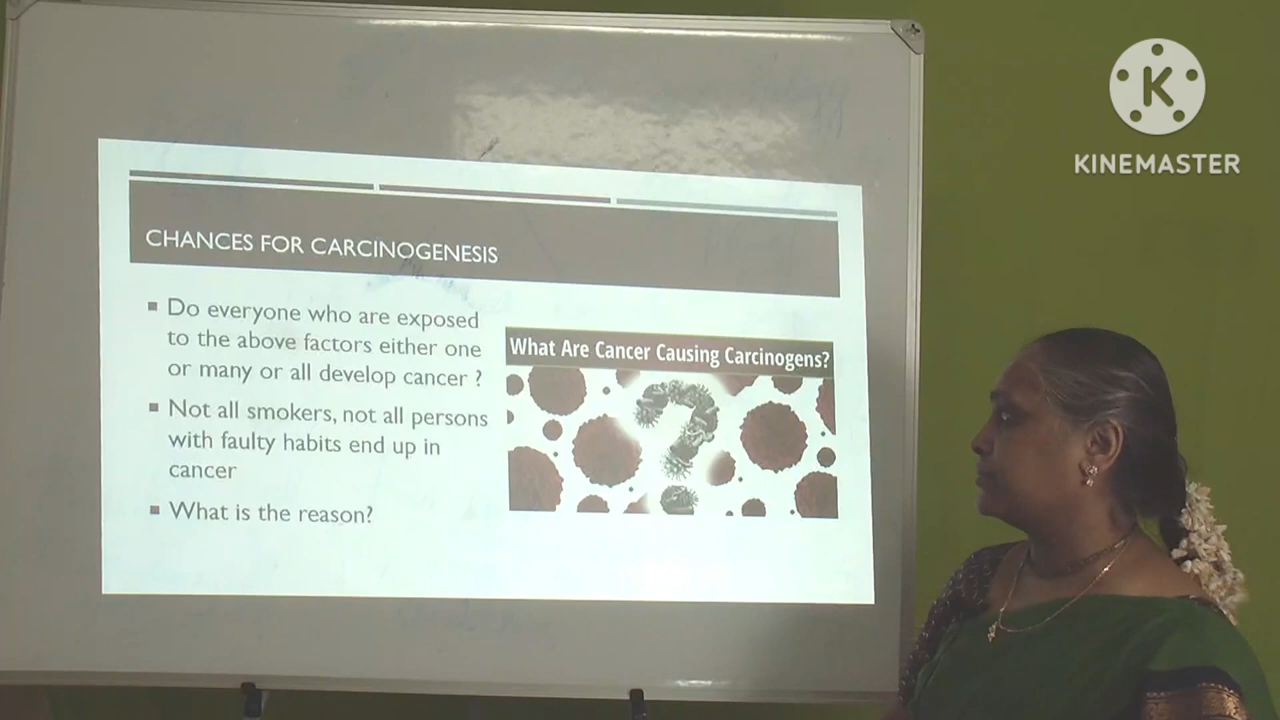 K
KINEMASTER
CHANCES FOR CARCINOGENESIS
▪ Do everyone who are exposed
to the above factors either one
or many or all develop cancer ?
▪ Not all smokers, not all persons
with faulty habits end up in
cancer
▪ What is the reason?
What Are Cancer Causing Carcinogens?